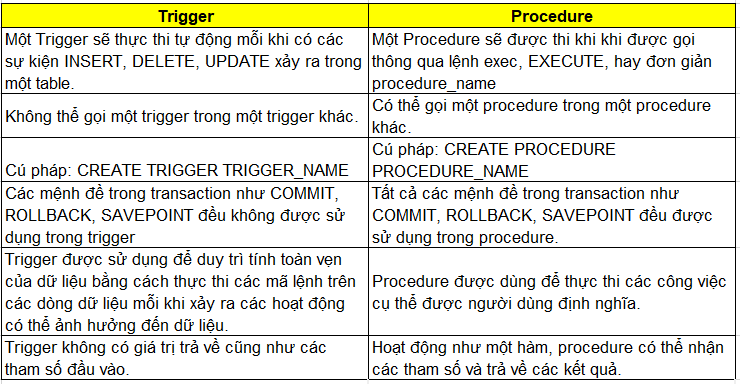 Trigger
Procedure
Một Trigger sẽ thực thi tự động mỗi khi có các
sự kiện INSERT, DELETE, UPDATE xảy ra trong
một table.
Một Procedure sẽ được thi khi khi được gọi
thông qua lệnh exec, EXECUTE, hay đơn giản
procedure_name
Không thể gọi một trigger trong một trigger khác.
Có thể gọi một procedure trong một procedure
khác.
Cú pháp: CREATE TRIGGER TRIGGER_NAME
Cú pháp: CREATE PROCEDURE
PROCEDURE_NAME
Các mệnh đề trong transaction như COMMIT,
ROLLBACK, SAVEPOINT đều không được sử
dụng trong trigger
Tất cả các mệnh đề trong transaction như
COMMIT, ROLLBACK, SAVEPOINT đều được
sử dụng trong procedure.
Trigger được sử dụng để duy trì tính toàn vẹn
của dữ liệu bằng cách thực thi các mã lệnh trên
các dòng dữ liệu mỗi khi xảy ra các hoạt động
có thể ảnh hưởng đến dữ liệu.
Procedure được dùng để thực thi các công việc
cụ thể được người dùng định nghĩa.
Trigger không có giá trị trả về cũng như các
tham số đầu vào.
Hoạt động như một hàm, procedure có thể nhận
các tham số và trả về các kết quả.